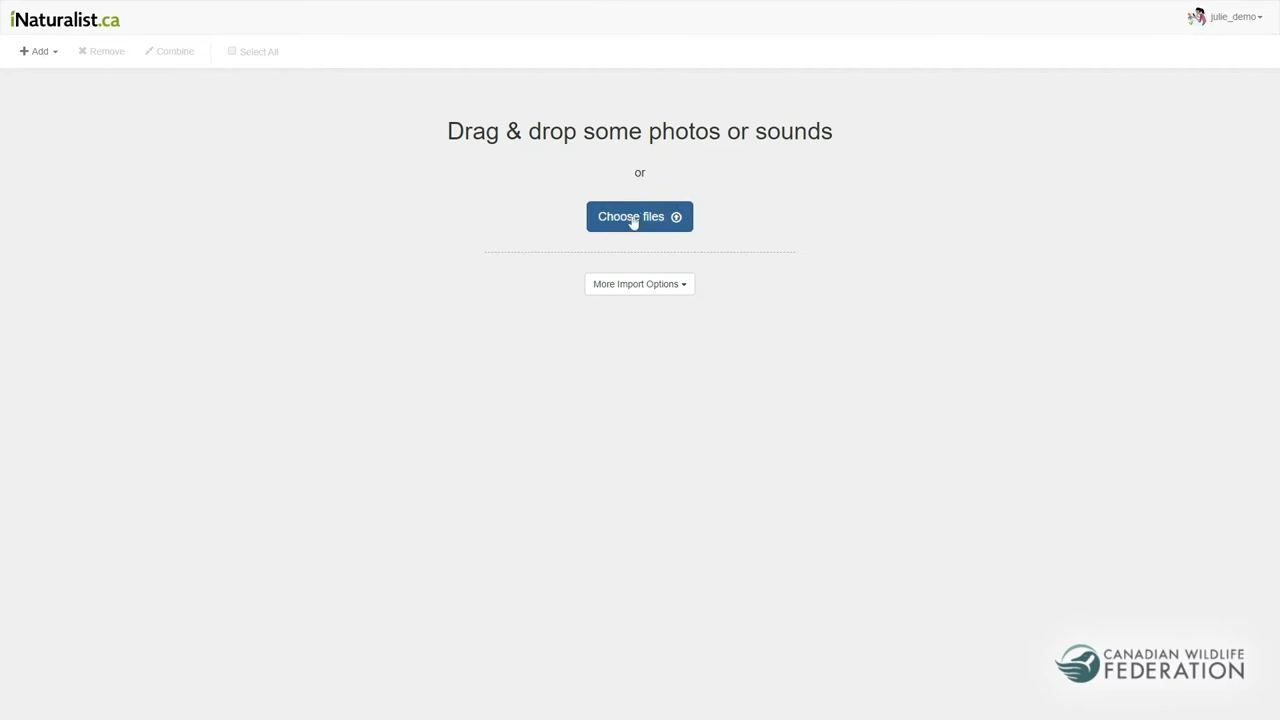 iNaturalist.ca
julie_demo
Add
Remove
Combine
Select All
Drag & drop some photos or sounds
or
Choose files
More Import Options
CANADIAN WILDLIFE
FEDERATION